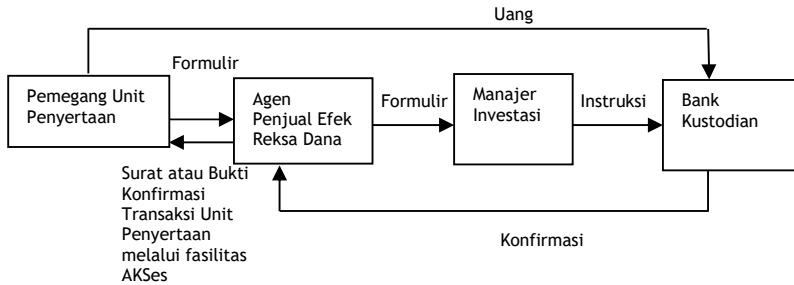 Uang
Formulir
Pemegang Unit
Penyertaan
Agen
Penjual Efek
Reksa Dana
Formulir
Manajer
Investasi
Instruksi
Bank
Kustodian
Surat atau Bukti
Konfirmasi
Transaksi Unit
Penyertaan
melalui fasilitas
AKSes
Konfirmasi